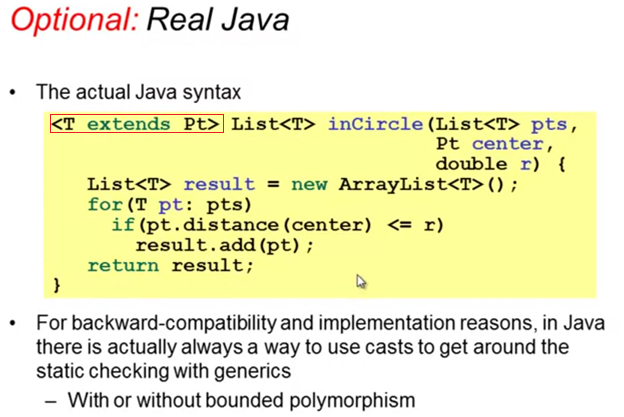 Optional: Real Java
• The actual Java syntax
<T extends Pt> List<T> inCircle(List<T> pts,
Pt center,
double r) {
List<T> result = new ArrayList<T>();
for(T pt: pts)
if(pt.distance(center) <= r)
result.add(pt);
return result;
}
• For backward-compatibility and implementation reasons, in Java
there is actually always a way to use casts to get around the
static checking with generics
– With or without bounded polymorphism